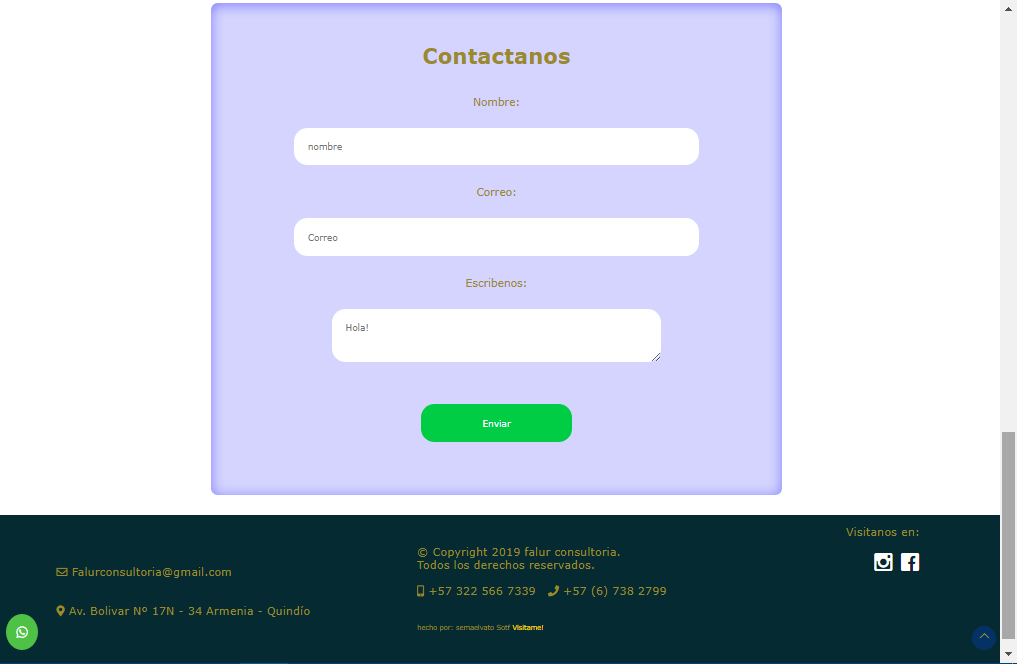 Contactanos
Nombre:
nombre
Correo:
Correo
Escribenos:
Hola!
Enviar
Visitanos en:
© Copyright 2019 falur consultoria.
Todos los derechos reservados.
Falurconsultoria@gmail.com
+57 322 566 7339 +57 (6) 738 2799
Av. Bolivar Nº 17N - 34 Armenia - Quindío
hecho por: semaelvato Sotf Visitame!